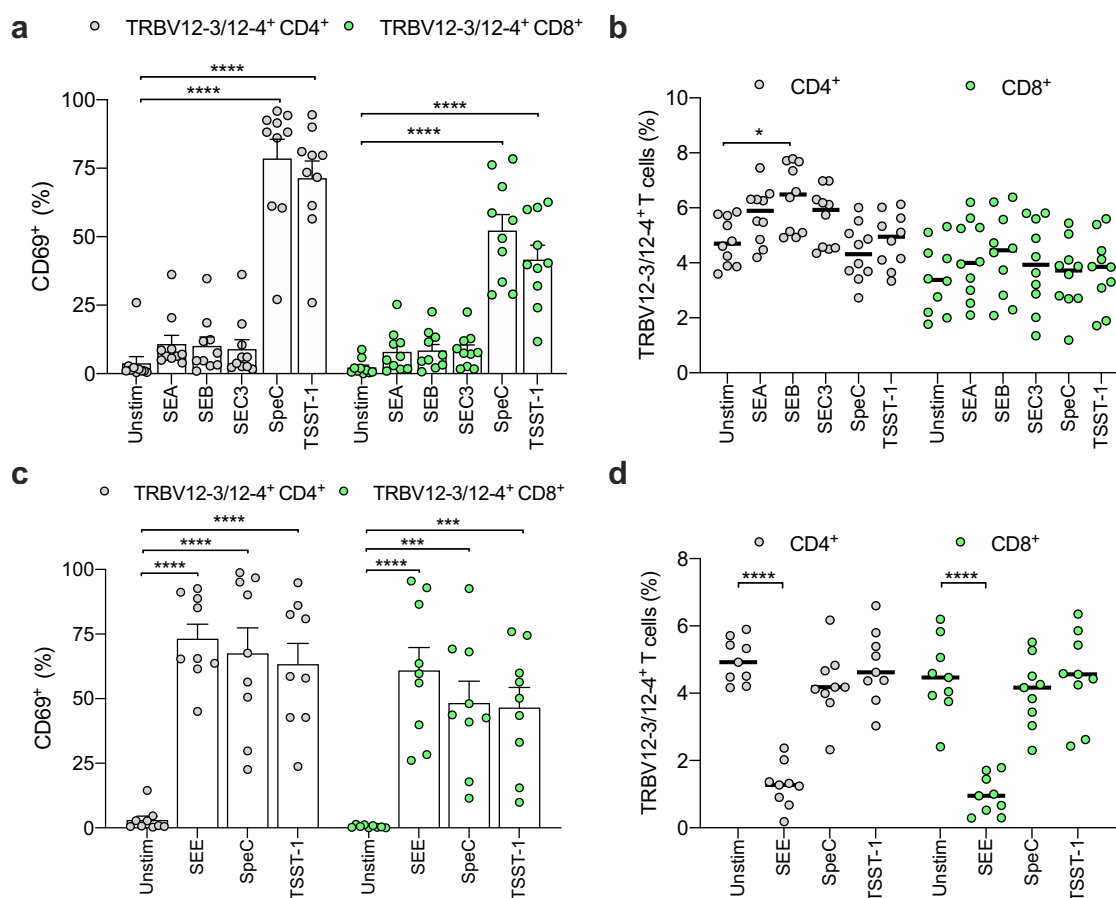 a
TRBV12-3/12-4⁺ CD4⁺ TRBV12-3/12-4⁺ CD8⁺
****
****
****
****
CD69⁺ (%)
100
75
50
25
0
Unstim SEA SEB SEC3 SpeC TSST-1 Unstim SEA SEB SEC3 SpeC TSST-1
b
CD4⁺ CD8⁺
*
TRBV12-3/12-4⁺ T cells (%)
10
8
6
4
2
0
Unstim SEA SEB SEC3 SpeC TSST-1 Unstim SEA SEB SEC3 SpeC TSST-1
c
TRBV12-3/12-4⁺ CD4⁺ TRBV12-3/12-4⁺ CD8⁺
**** ***
**** ***
**** ****
CD69⁺ (%)
100
75
50
25
0
Unstim SEE SpeC TSST-1 Unstim SEE SpeC TSST-1
d
CD4⁺ CD8⁺
**** ****
TRBV12-3/12-4⁺ T cells (%)
8
6
4
2
0
Unstim SEE SpeC TSST-1 Unstim SEE SpeC TSST-1